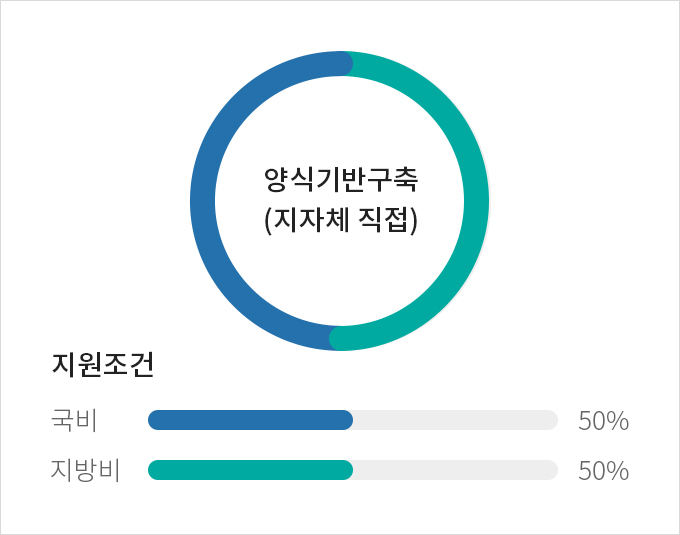 양식기반구축
(지자체 직접)
지원조건
국비 50%
지방비 50%